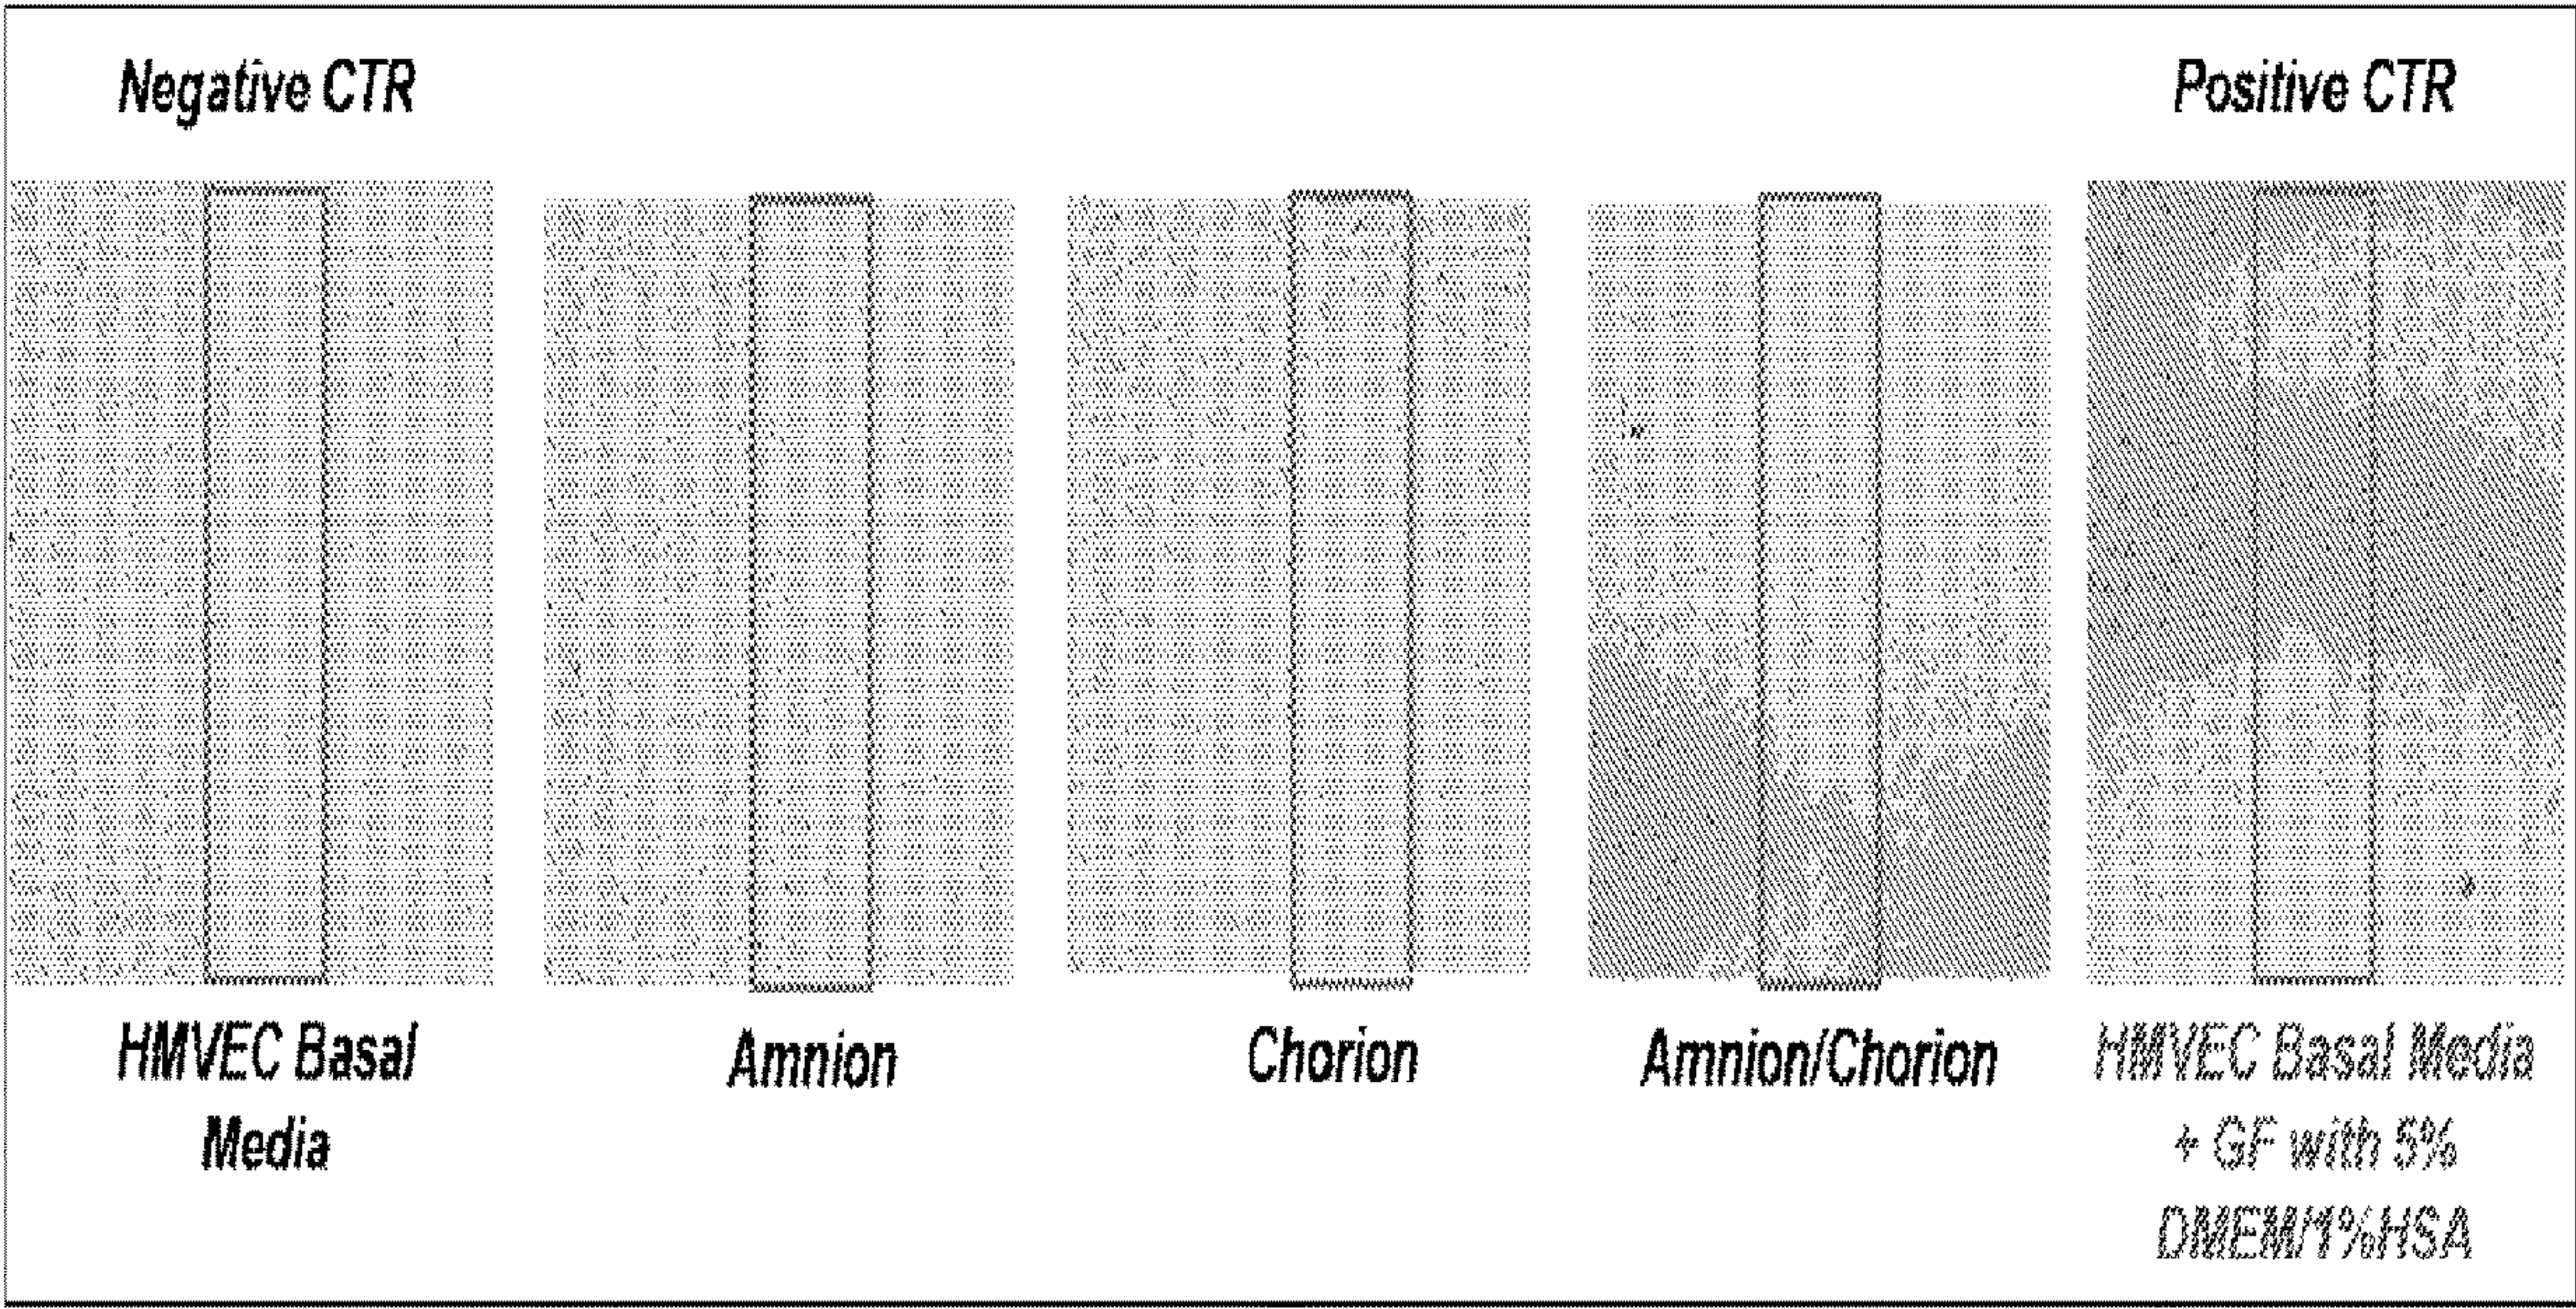 Negative CTR
Positive CTR
HMVEC Basal
Media
Amnion
Chorion
Amnion/Chorion
HMVEC Basal Media
+ GF with 5%
DMEM/1%HSA